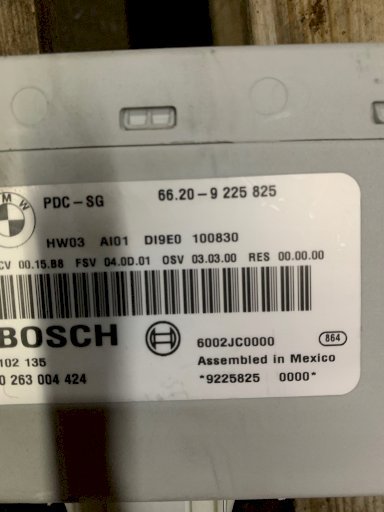 BMW
PDC-SG 66.20-9 225 825
HW03 AI01 DI9E0 100830
CV 00.15.88 FSV 04.0D.01 OSV 03.03.00 RES 00.00.00
BOSCH
6002JC0000 864
102 135
Assembled in Mexico
0 263 004 424
*9225825 0000*